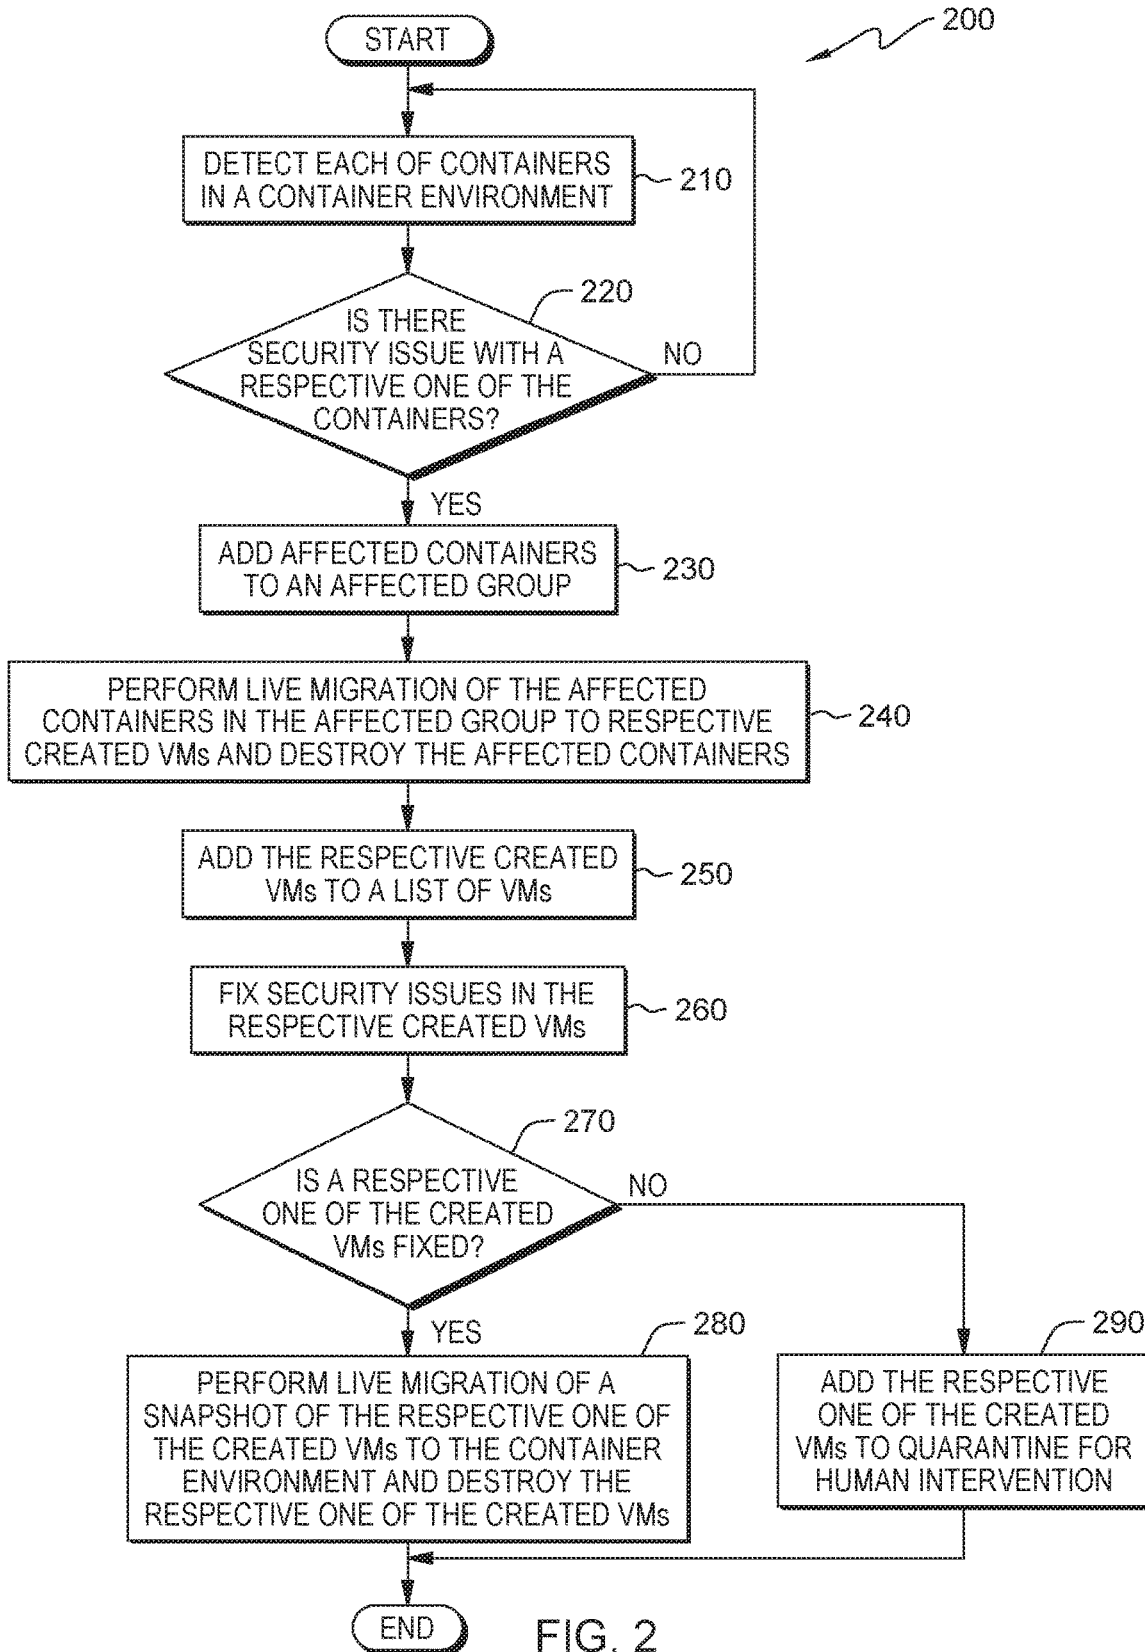 200
START
DETECT EACH OF CONTAINERS
IN A CONTAINER ENVIRONMENT
210
220
IS THERE
SECURITY ISSUE WITH A
RESPECTIVE ONE OF THE
CONTAINERS?
NO
YES
ADD AFFECTED CONTAINERS
TO AN AFFECTED GROUP
230
PERFORM LIVE MIGRATION OF THE AFFECTED
CONTAINERS IN THE AFFECTED GROUP TO RESPECTIVE
CREATED VMs AND DESTROY THE AFFECTED CONTAINERS
240
ADD THE RESPECTIVE CREATED
VMs TO A LIST OF VMs
250
FIX SECURITY ISSUES IN THE
RESPECTIVE CREATED VMs
260
270
IS A RESPECTIVE
ONE OF THE CREATED
VMs FIXED?
NO
YES
280
PERFORM LIVE MIGRATION OF A
SNAPSHOT OF THE RESPECTIVE ONE OF
THE CREATED VMs TO THE CONTAINER
ENVIRONMENT AND DESTROY THE
RESPECTIVE ONE OF THE CREATED VMs
290
ADD THE RESPECTIVE
ONE OF THE CREATED
VMs TO QUARANTINE FOR
HUMAN INTERVENTION
END
FIG. 2